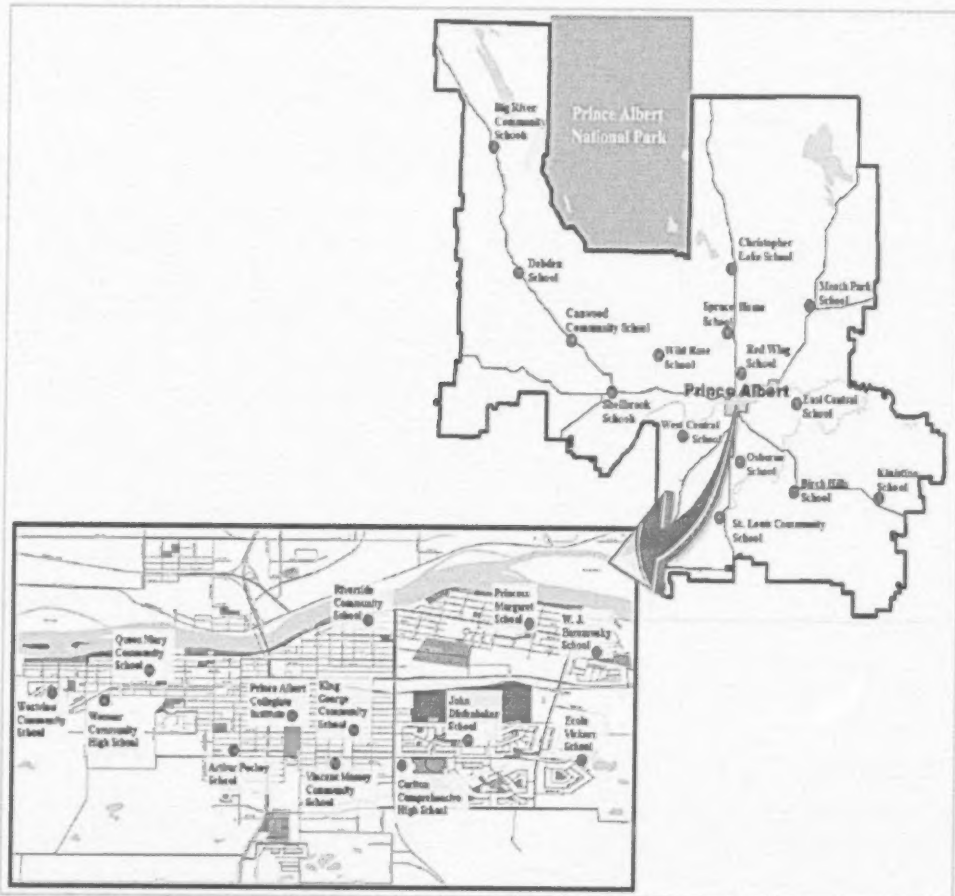 Prince Albert
National Park
Big River
Community
Schools
Christopher
Lake School
Debden
School
Meath Park
School
Canwood
Community School
Spruce Home
School
Wild Rose
School
Red Wing
School
Prince Albert
Shellbrook
Schools
East Central
School
West Central
School
Osborne
School
Birch Hills
School
Kinistino
School
St. Louis Community
School
Riverside
Community
School
Princess
Margaret
School
W. J.
Berezowsky
School
Queen Mary
Community
School
Westview
Community
School
Wesmor
Community
High School
Prince Albert
Collegiate
Institute
King
George
Community
School
John
Diefenbaker
School
Ecole
Vickers
School
Arthur Pechey
School
Vincent Massey
Community
School
Carlton
Comprehensive
High School